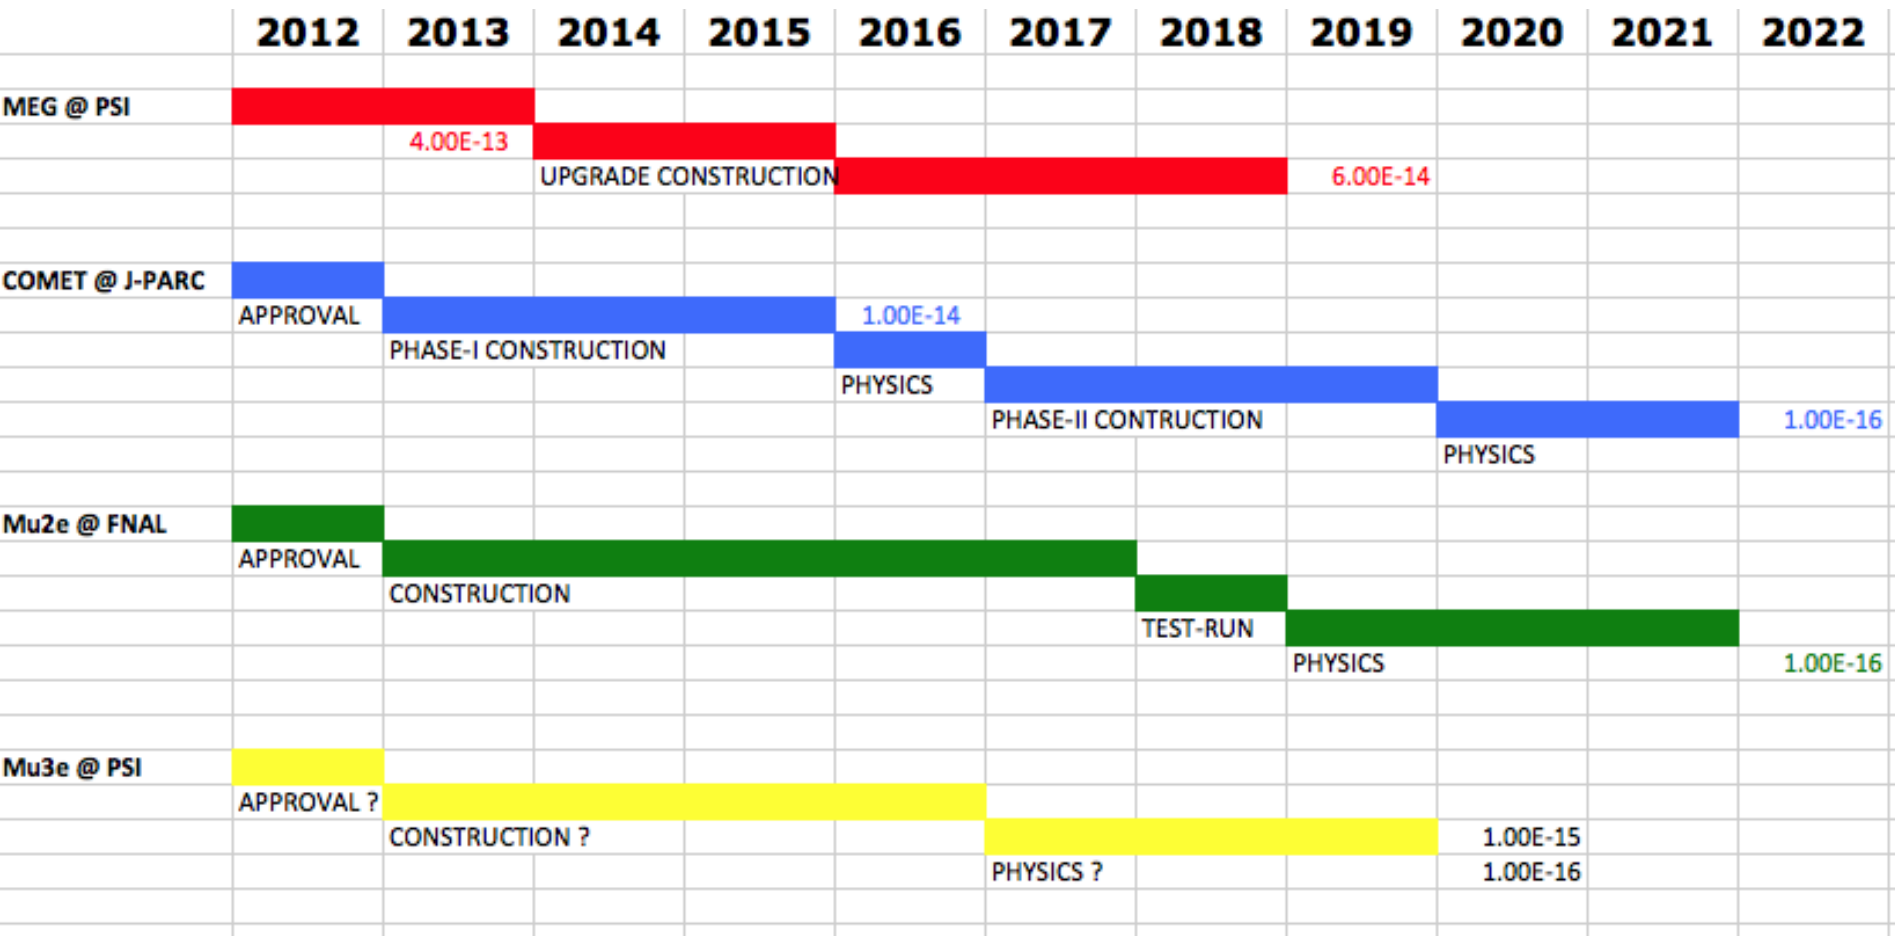 2012 2013 2014 2015 2016 2017 2018 2019 2020 2021 2022
MEG @ PSI
4.00E-13
UPGRADE CONSTRUCTION 6.00E-14
COMET @ J-PARC
APPROVAL 1.00E-14
PHASE-I CONSTRUCTION
PHYSICS
PHASE-II CONTRUCTION 1.00E-16
PHYSICS
Mu2e @ FNAL
APPROVAL
CONSTRUCTION
TEST-RUN
PHYSICS 1.00E-16
Mu3e @ PSI
APPROVAL ?
CONSTRUCTION ? 1.00E-15
PHYSICS ? 1.00E-16